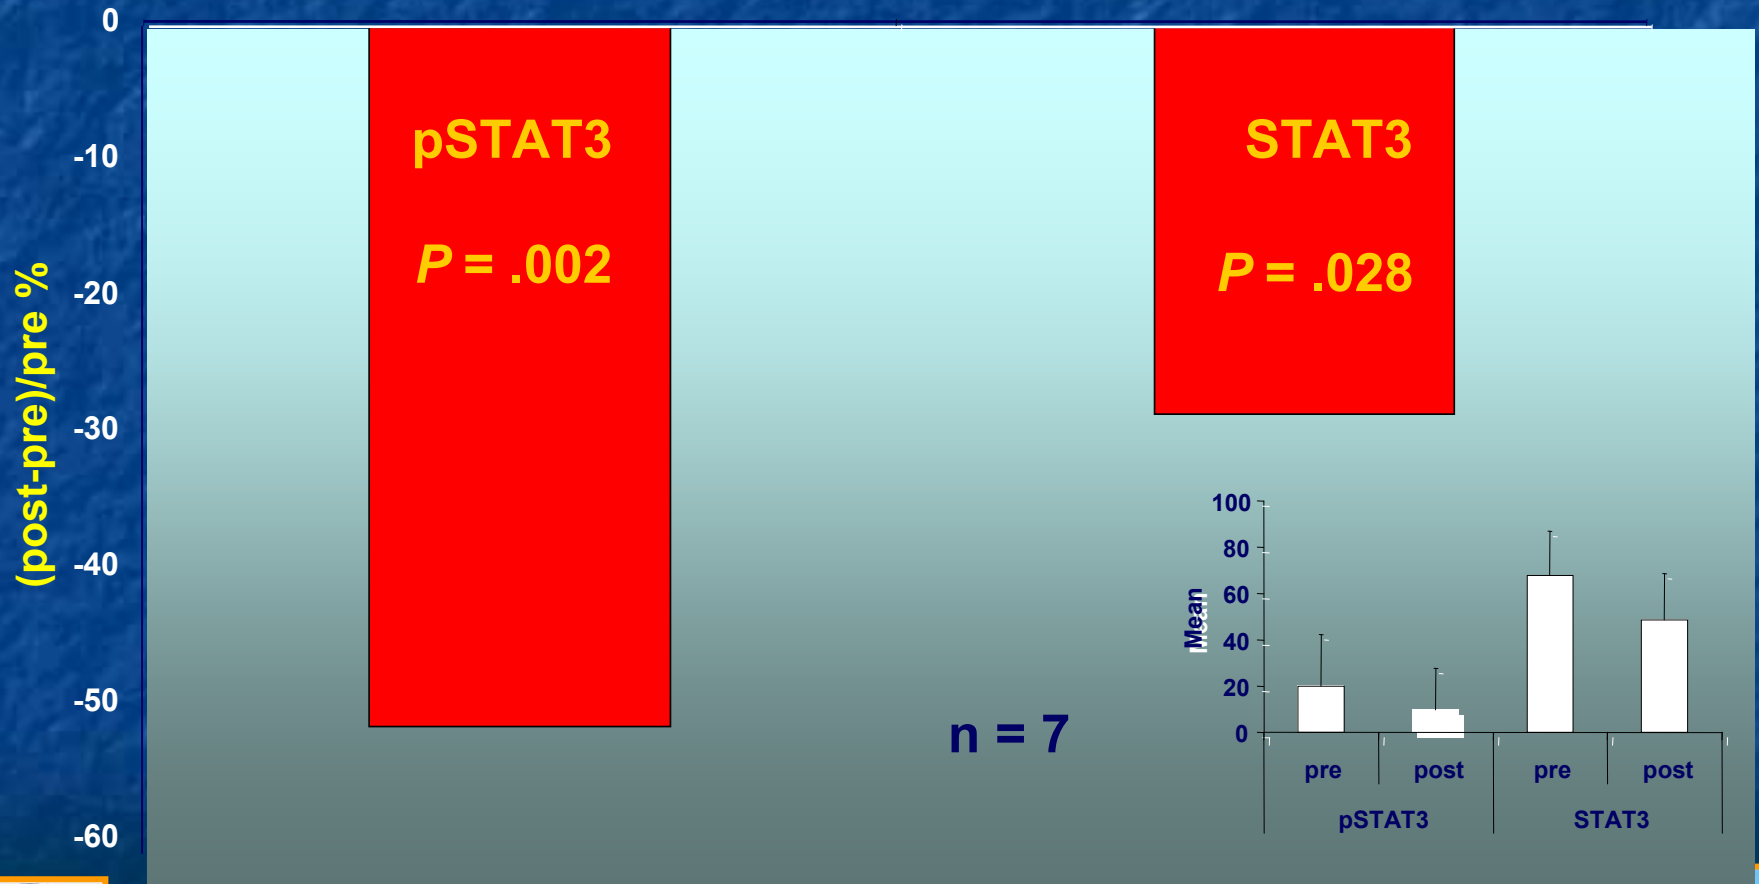 0
-10
-20
-30
-40
-50
-60
(post-pre)/pre %
pSTAT3
P = .002
STAT3
P = .028
n = 7
100
80
60
40
20
0
Mean
pre
post
pre
post
pSTAT3
STAT3